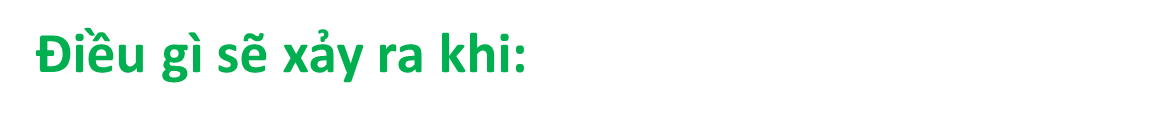 Điều gì sẽ xảy ra khi: